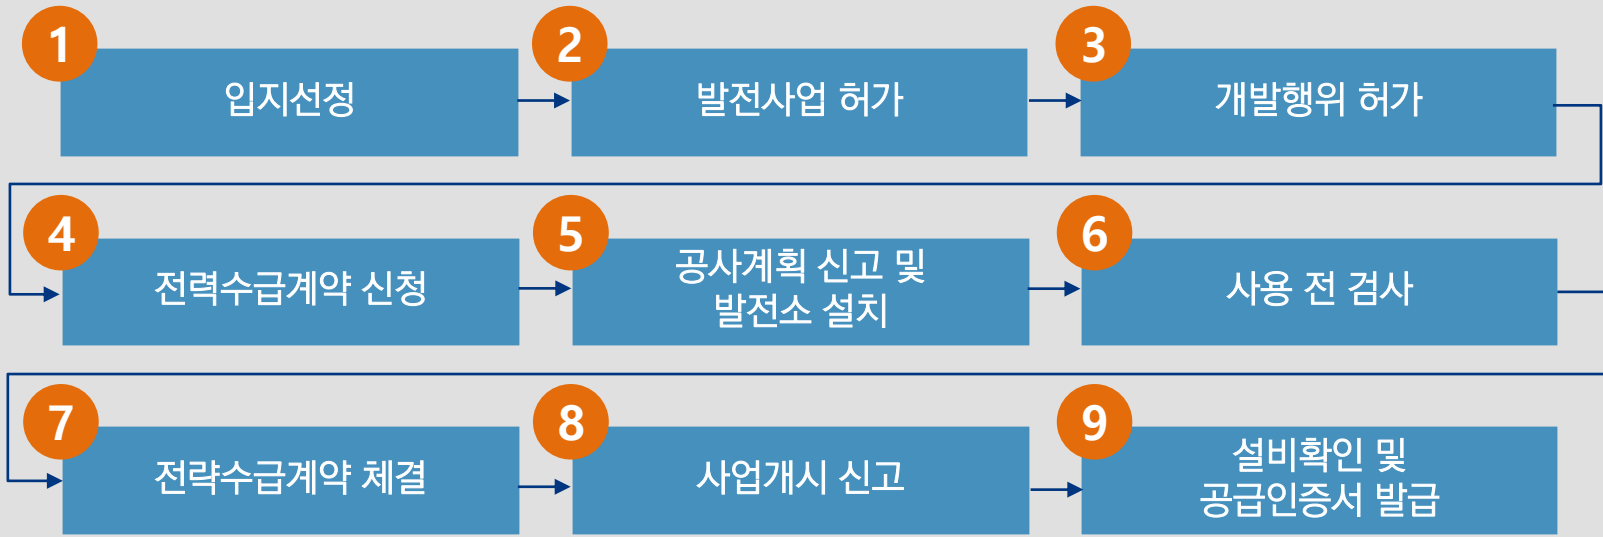 1
입지선정
2
발전사업 허가
3
개발행위 허가
4
전력수급계약 신청
5
공사계획 신고 및
발전소 설치
6
사용 전 검사
7
전략수급계약 체결
8
사업개시 신고
9
설비확인 및
공급인증서 발급